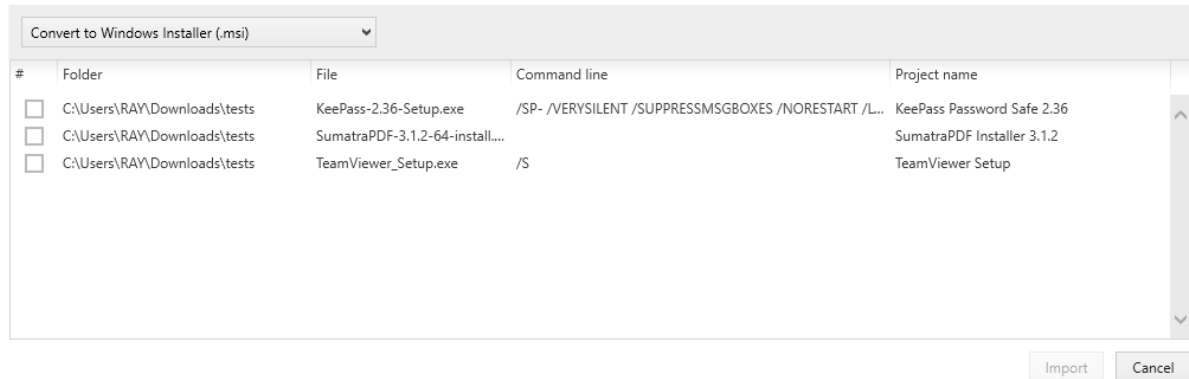 Convert to Windows Installer (.msi)
# Folder File Command line Project name
C:\Users\RAY\Downloads\tests KeePass-2.36-Setup.exe /SP- /VERYSILENT /SUPPRESSMSGBOXES /NORESTART /L... KeePass Password Safe 2.36
C:\Users\RAY\Downloads\tests SumatraPDF-3.1.2-64-install.... SumatraPDF Installer 3.1.2
C:\Users\RAY\Downloads\tests TeamViewer_Setup.exe /S TeamViewer Setup
Import Cancel